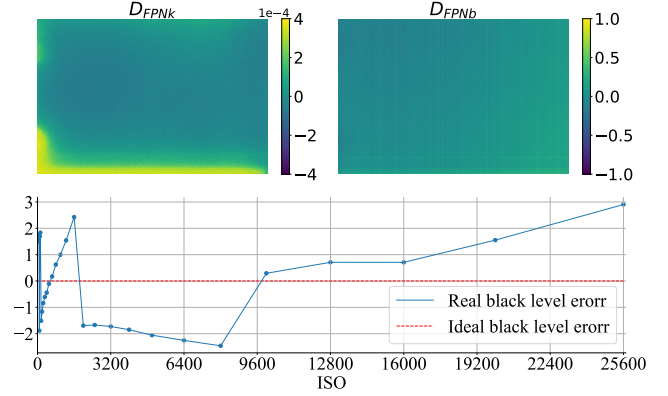 D_FPNk
1e−4
4
2
0
−2
−4
D_FPNb
1.0
0.5
0.0
−0.5
−1.0
3
2
1
0
−1
−2
Real black level erorr
Ideal black level erorr
0 3200 6400 9600 12800 16000 19200 22400 25600
ISO